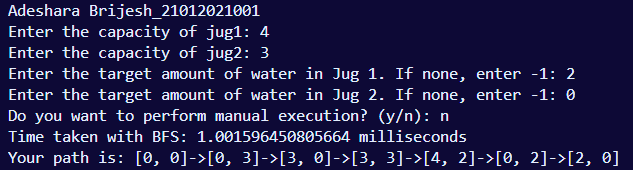 Adeshara Brijesh_21012021001
Enter the capacity of jug1: 4
Enter the capacity of jug2: 3
Enter the target amount of water in Jug 1. If none, enter -1: 2
Enter the target amount of water in Jug 2. If none, enter -1: 0
Do you want to perform manual execution? (y/n): n
Time taken with BFS: 1.001596450805664 milliseconds
Your path is: [0, 0]->[0, 3]->[3, 0]->[3, 3]->[4, 2]->[0, 2]->[2, 0]